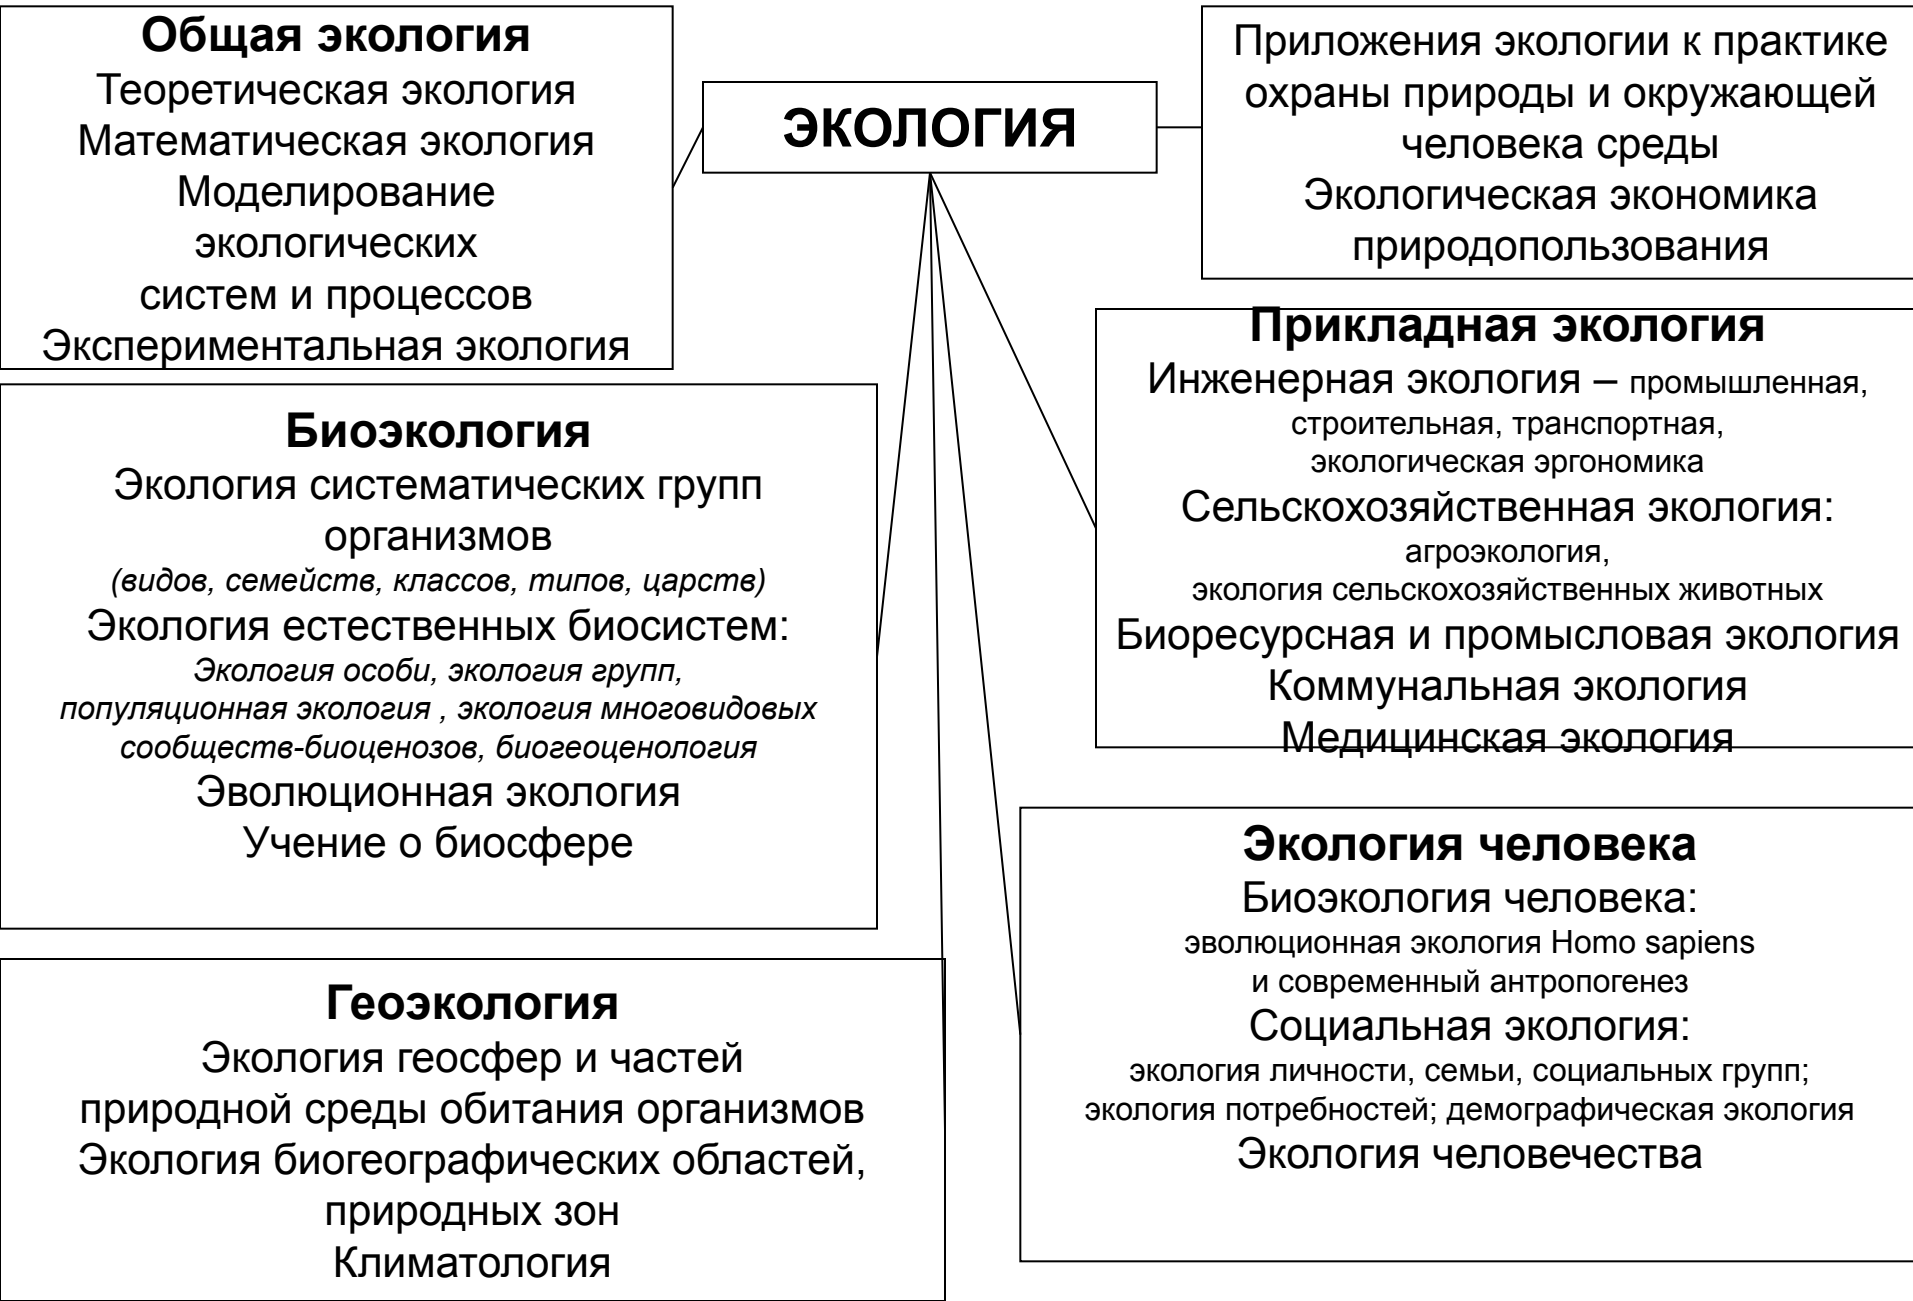 Общая экология
Теоретическая экология
Математическая экология
Моделирование
экологических
систем и процессов
Экспериментальная экология
ЭКОЛОГИЯ
Приложения экологии к практике
охраны природы и окружающей
человека среды
Экологическая экономика
природопользования
Биоэкология
Экология систематических групп
организмов
(видов, семейств, классов, типов, царств)
Экология естественных биосистем:
Экология особи, экология групп,
популяционная экология , экология многовидовых
сообществ-биоценозов, биогеоценология
Эволюционная экология
Учение о биосфере
Прикладная экология
Инженерная экология – промышленная,
строительная, транспортная,
экологическая эргономика
Сельскохозяйственная экология:
агроэкология,
экология сельскохозяйственных животных
Биоресурсная и промысловая экология
Коммунальная экология
Медицинская экология
Геоэкология
Экология геосфер и частей
природной среды обитания организмов
Экология биогеографических областей,
природных зон
Климатология
Экология человека
Биоэкология человека:
эволюционная экология Homo sapiens
и современный антропогенез
Социальная экология:
экология личности, семьи, социальных групп;
экология потребностей; демографическая экология
Экология человечества